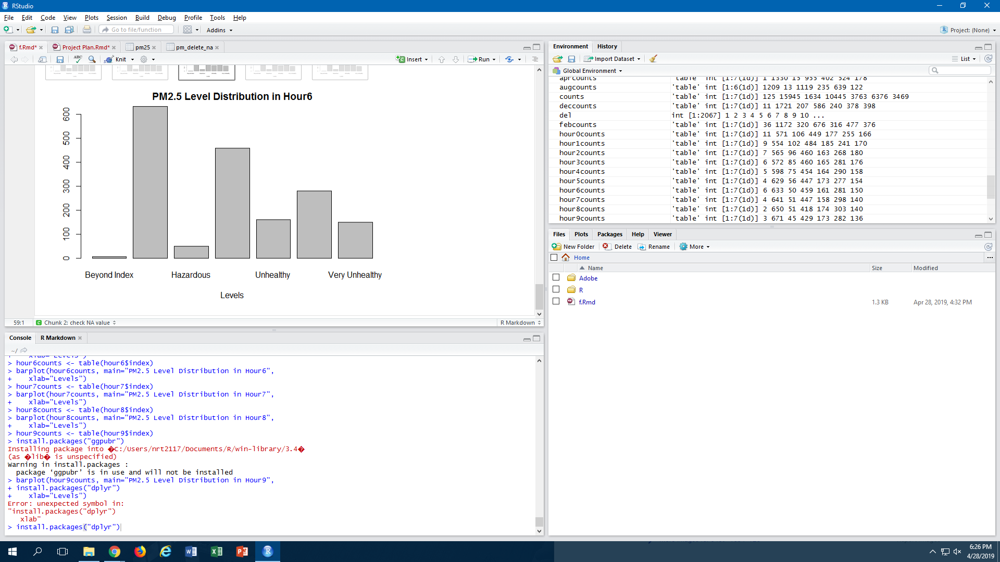 RStudio
File Edit Code View Plots Session Build Debug Profile Tools Help
Go to file/function Addins Project: (None)
f.Rmd* Project Plan.Rmd* pm25 pm_delete_na
ABC Knit Insert Run
PM2.5 Level Distribution in Hour6
600
500
400
300
200
100
0
Beyond Index Hazardous Unhealthy Very Unhealthy
Levels
59:1 Chunk 2: check NA value R Markdown
Console R Markdown
~/
+    xlab="Levels")
> hour6counts <- table(hour6$index)
> barplot(hour6counts, main="PM2.5 Level Distribution in Hour6",
+    xlab="Levels")
> hour7counts <- table(hour7$index)
> barplot(hour7counts, main="PM2.5 Level Distribution in Hour7",
+    xlab="Levels")
> hour8counts <- table(hour8$index)
> barplot(hour8counts, main="PM2.5 Level Distribution in Hour8",
+    xlab="Levels")
> hour9counts <- table(hour9$index)
> install.packages("ggpubr")
Installing package into �C:/Users/nrt2117/Documents/R/win-library/3.4�
(as �lib� is unspecified)
Warning in install.packages :
  package ‘ggpubr’ is in use and will not be installed
> barplot(hour9counts, main="PM2.5 Level Distribution in Hour9",
+ install.packages("dplyr")
+    xlab="Levels")
Error: unexpected symbol in:
"install.packages("dplyr")
   xlab"
> install.packages("dplyr")
Environment History
Import Dataset List
Global Environment
aprcounts 'table' int [1:7(1d)] 1 1330 15 955 402 524 178
augcounts 'table' int [1:6(1d)] 1209 13 1119 235 639 122
counts 'table' int [1:7(1d)] 125 15945 1634 10445 3763 6376 3469
deccounts 'table' int [1:7(1d)] 11 1721 207 586 240 378 398
del int [1:2067] 1 2 3 4 5 6 7 8 9 10 ...
febcounts 'table' int [1:7(1d)] 36 1172 320 676 316 477 376
hour0counts 'table' int [1:7(1d)] 11 571 106 449 177 255 166
hour1counts 'table' int [1:7(1d)] 9 554 102 484 185 241 170
hour2counts 'table' int [1:7(1d)] 7 565 96 460 163 268 180
hour3counts 'table' int [1:7(1d)] 6 572 85 460 165 281 176
hour4counts 'table' int [1:7(1d)] 5 598 75 454 164 290 158
hour5counts 'table' int [1:7(1d)] 4 629 56 447 173 277 154
hour6counts 'table' int [1:7(1d)] 6 633 50 459 161 281 150
hour7counts 'table' int [1:7(1d)] 4 641 51 447 158 298 140
hour8counts 'table' int [1:7(1d)] 2 650 51 418 174 303 140
hour9counts 'table' int [1:7(1d)] 3 671 45 429 173 282 136
Files Plots Packages Help Viewer
New Folder Delete Rename More
Home ...
Name Size Modified
Adobe
R
f.Rmd 1.3 KB Apr 28, 2019, 4:32 PM
6:26 PM
4/28/2019